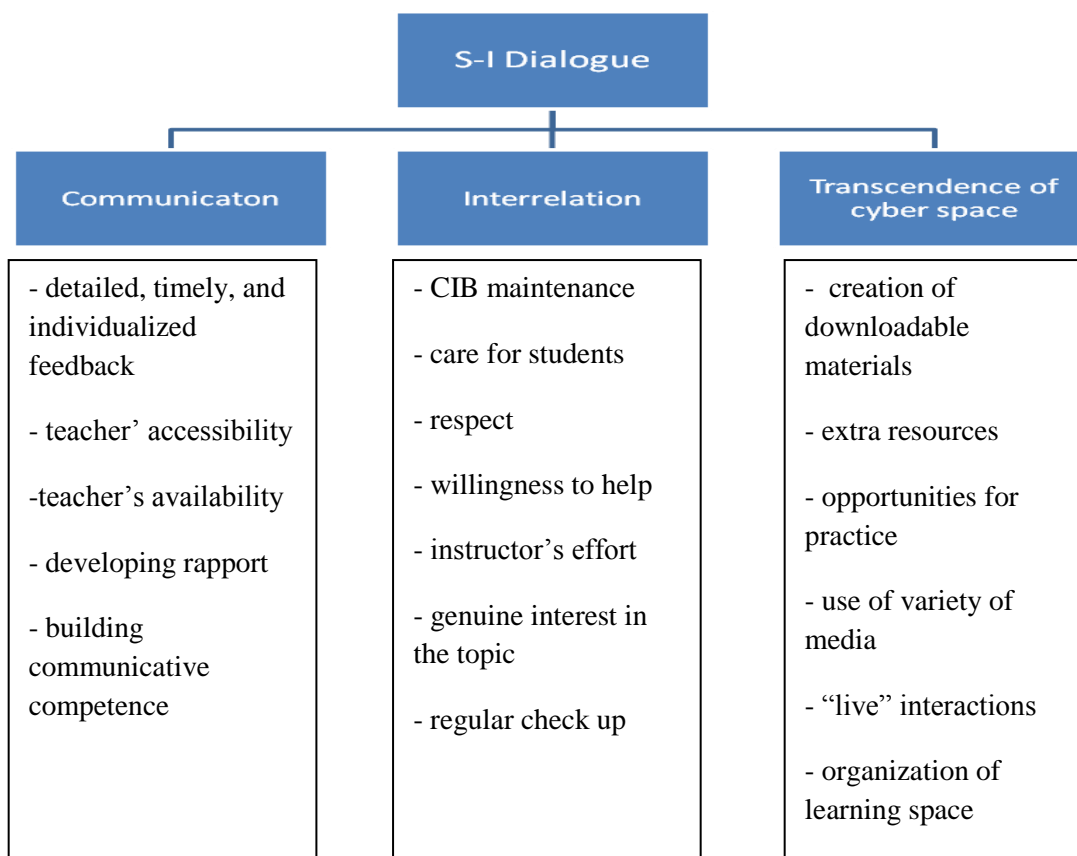 S-I Dialogue
Communicaton
- detailed, timely, and
individualized
feedback
- teacher’ accessibility
-teacher’s availability
- developing rapport
- building
communicative
competence
Interrelation
- CIB maintenance
- care for students
- respect
- willingness to help
- instructor’s effort
- genuine interest in
the topic
- regular check up
Transcendence of
cyber space
- creation of
downloadable
materials
- extra resources
- opportunities for
practice
- use of variety of
media
- “live” interactions
- organization of
learning space